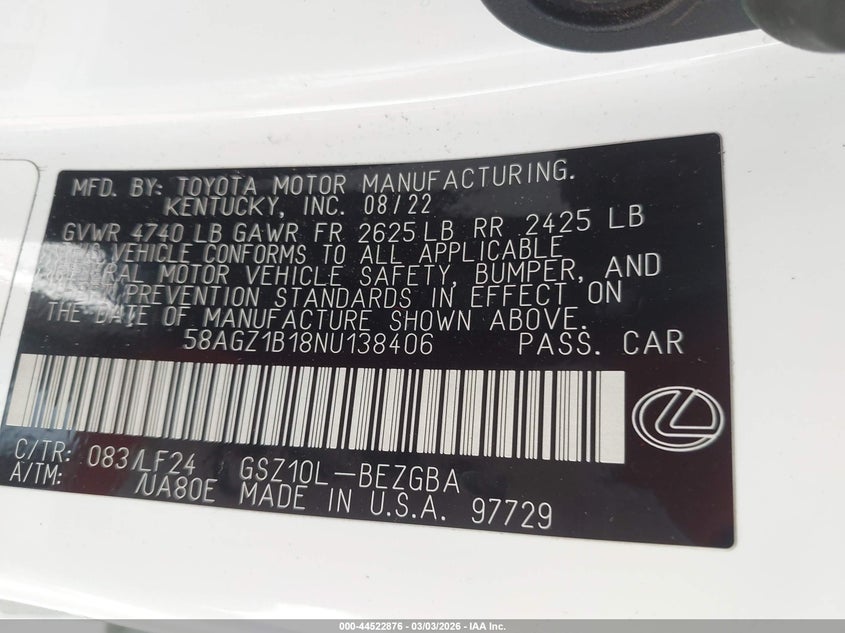 MFD. BY: TOYOTA MOTOR MANUFACTURING.
KENTUCKY, INC. 08/22
GVWR 4740 LB GAWR FR 2625 LB RR 2425 LB
VEHICLE CONFORMS TO ALL APPLICABLE
MOTOR VEHICLE SAFETY, BUMPER, AND
PREVENTION STANDARDS IN EFFECT ON
THE DATE OF MANUFACTURE SHOWN ABOVE.
58AGZ1B18NU138406 PASS. CAR
C/TR: 083/LF24 GSZ10L-BEZGBA
A/TM: /UA80E MADE IN U.S.A. 97729
000-44522876 - 03/03/2026 - IAA Inc.